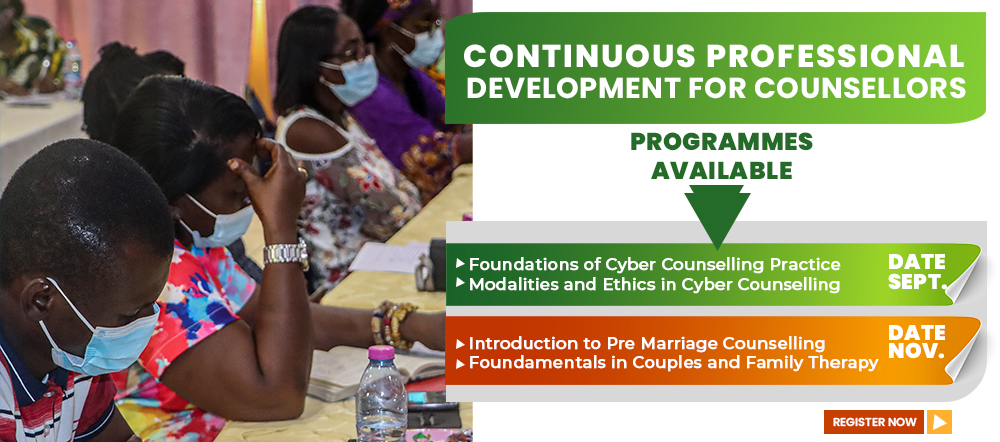 CONTINUOUS PROFESSIONAL
DEVELOPMENT FOR COUNSELLORS
PROGRAMMES
AVAILABLE
Foundations of Cyber Counselling Practice
Modalities and Ethics in Cyber Counselling
DATE
SEPT.
Introduction to Pre Marriage Counselling
Foundamentals in Couples and Family Therapy
DATE
NOV.
REGISTER NOW